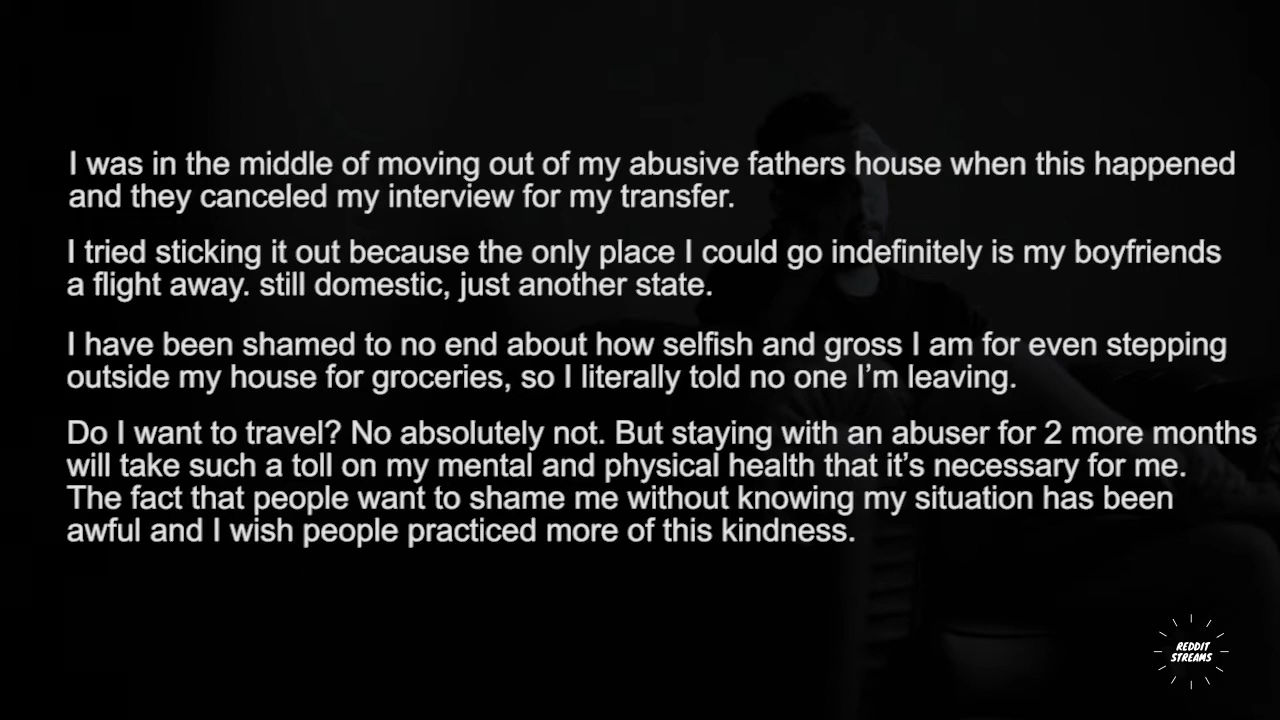 I was in the middle of moving out of my abusive fathers house when this happened
and they canceled my interview for my transfer.
I tried sticking it out because the only place I could go indefinitely is my boyfriends
a flight away. still domestic, just another state.
I have been shamed to no end about how selfish and gross I am for even stepping
outside my house for groceries, so I literally told no one I’m leaving.
Do I want to travel? No absolutely not. But staying with an abuser for 2 more months
will take such a toll on my mental and physical health that it’s necessary for me.
The fact that people want to shame me without knowing my situation has been
awful and I wish people practiced more of this kindness.
REDDIT
STREAMS